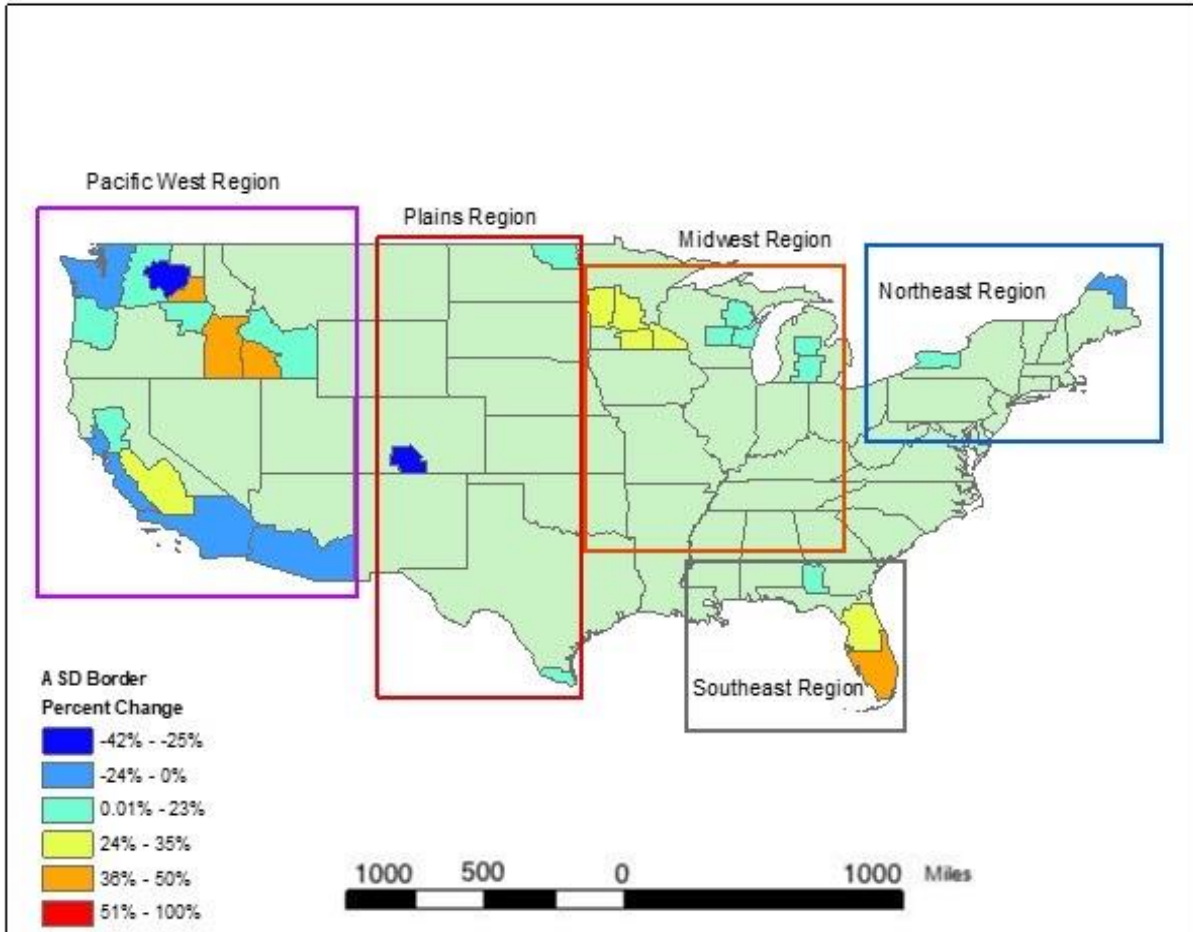 Pacific West Region
Plains Region
Midwest Region
Northeast Region
Southeast Region
ASD Border
Percent Change
-42% - -25%
-24% - 0%
0.01% - 23%
24% - 35%
36% - 50%
51% - 100%
1000 500 0 1000 Miles